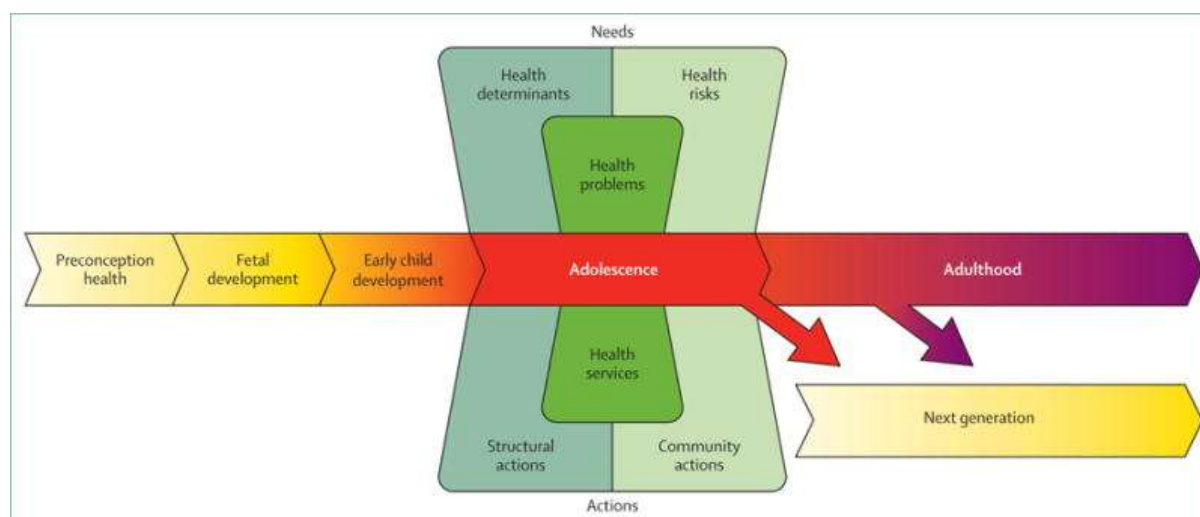 Needs
Health
determinants
Health
risks
Health
problems
Preconception
health
Fetal
development
Early child
development
Adolescence
Adulthood
Health
services
Next generation
Structural
actions
Community
actions
Actions